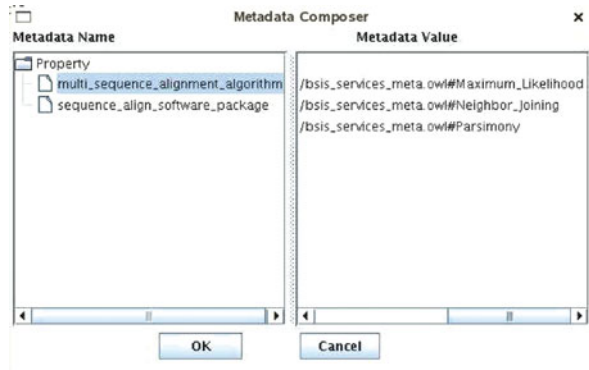 Metadata Composer
Metadata Name
Metadata Value
Property
multi_sequence_alignment_algorithm
sequence_align_software_package
/bsis_services_meta.owl#Maximum_Likelihood
/bsis_services_meta.owl#Neighbor_Joining
/bsis_services_meta.owl#Parsimony
OK
Cancel